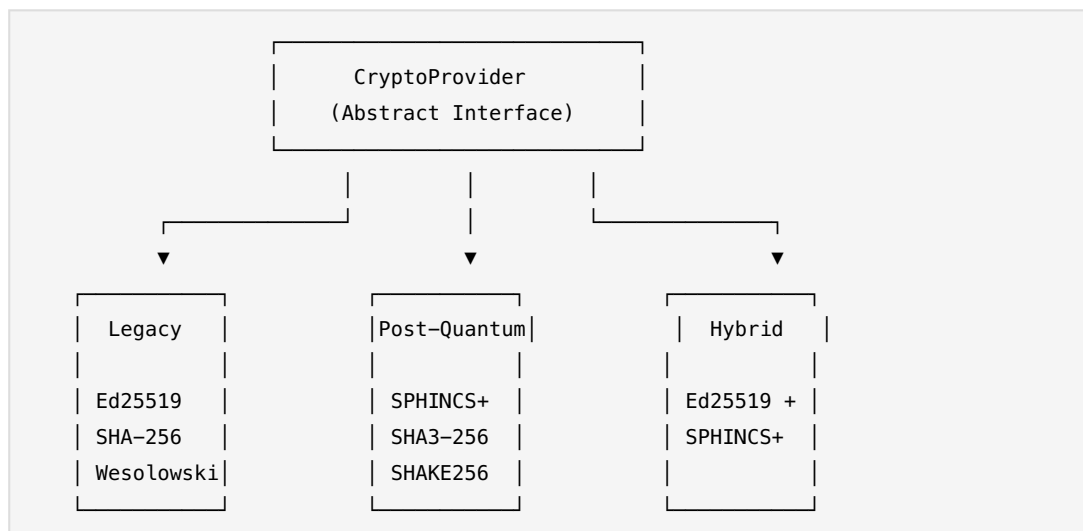 CryptoProvider
(Abstract Interface)
Legacy Post-Quantum Hybrid
Ed25519 SPHINCS+ Ed25519 +
SHA-256 SHA3-256 SPHINCS+
Wesolowski SHAKE256